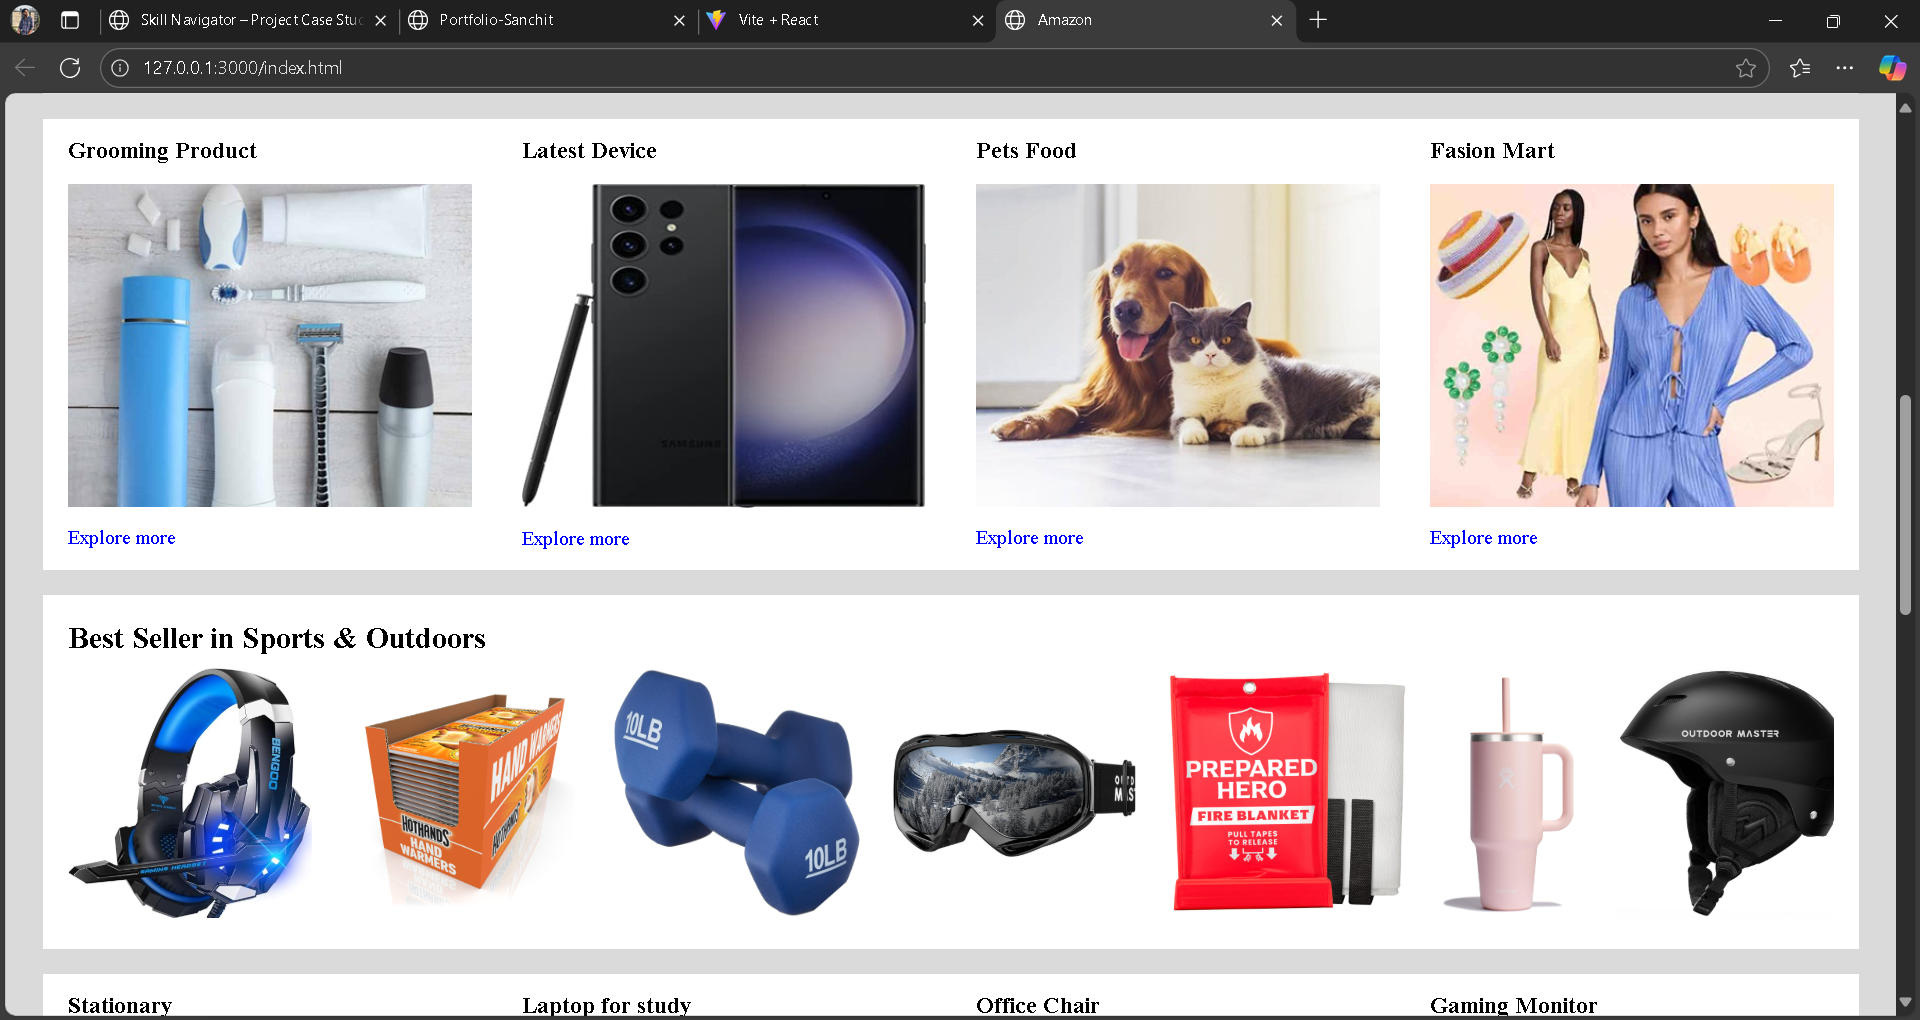 Skill Navigator – Project Case Stud
Portfolio-Sanchit
Vite + React
Amazon
127.0.0.1:3000/index.html
Grooming Product
Latest Device
Pets Food
Fasion Mart
SAMSUNG
Explore more
Explore more
Explore more
Explore more
Best Seller in Sports & Outdoors
BENGOO
GAMING HEADSET
HAND WARMERS
HOTHANDS
HOTHANDS
HAND
WARMERS
10LB
10LB
PREPARED
HERO
FIRE BLANKET
PULL TAPES
TO RELEASE
OUTDOOR MASTER
Stationary
Laptop for study
Office Chair
Gaming Monitor